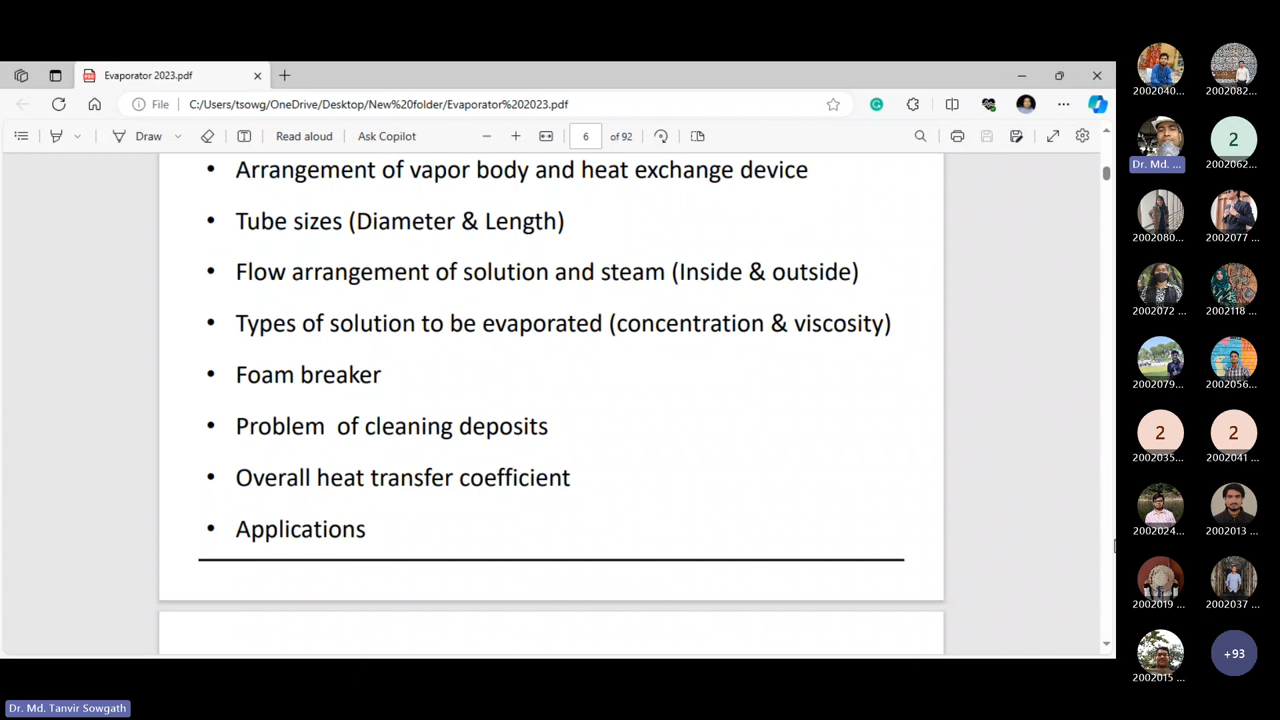 Evaporator 2023.pdf
File
C:/Users/tsowg/OneDrive/Desktop/New%20folder/Evaporator%202023.pdf
Draw
Read aloud
Ask Copilot
6
of 92
• Arrangement of vapor body and heat exchange device
• Tube sizes (Diameter & Length)
• Flow arrangement of solution and steam (Inside & outside)
• Types of solution to be evaporated (concentration & viscosity)
• Foam breaker
• Problem of cleaning deposits
• Overall heat transfer coefficient
• Applications
2002040...
2002082...
Dr. Md. ...
2
2002062...
2002080...
2002077 ...
2002072 ...
2002118 ...
2002079...
2002056...
2
2
2002035...
2002041 ...
2002024...
2002013 ...
2002019 ...
2002037 ...
2002015 ...
+93
Dr. Md. Tanvir Sowgath